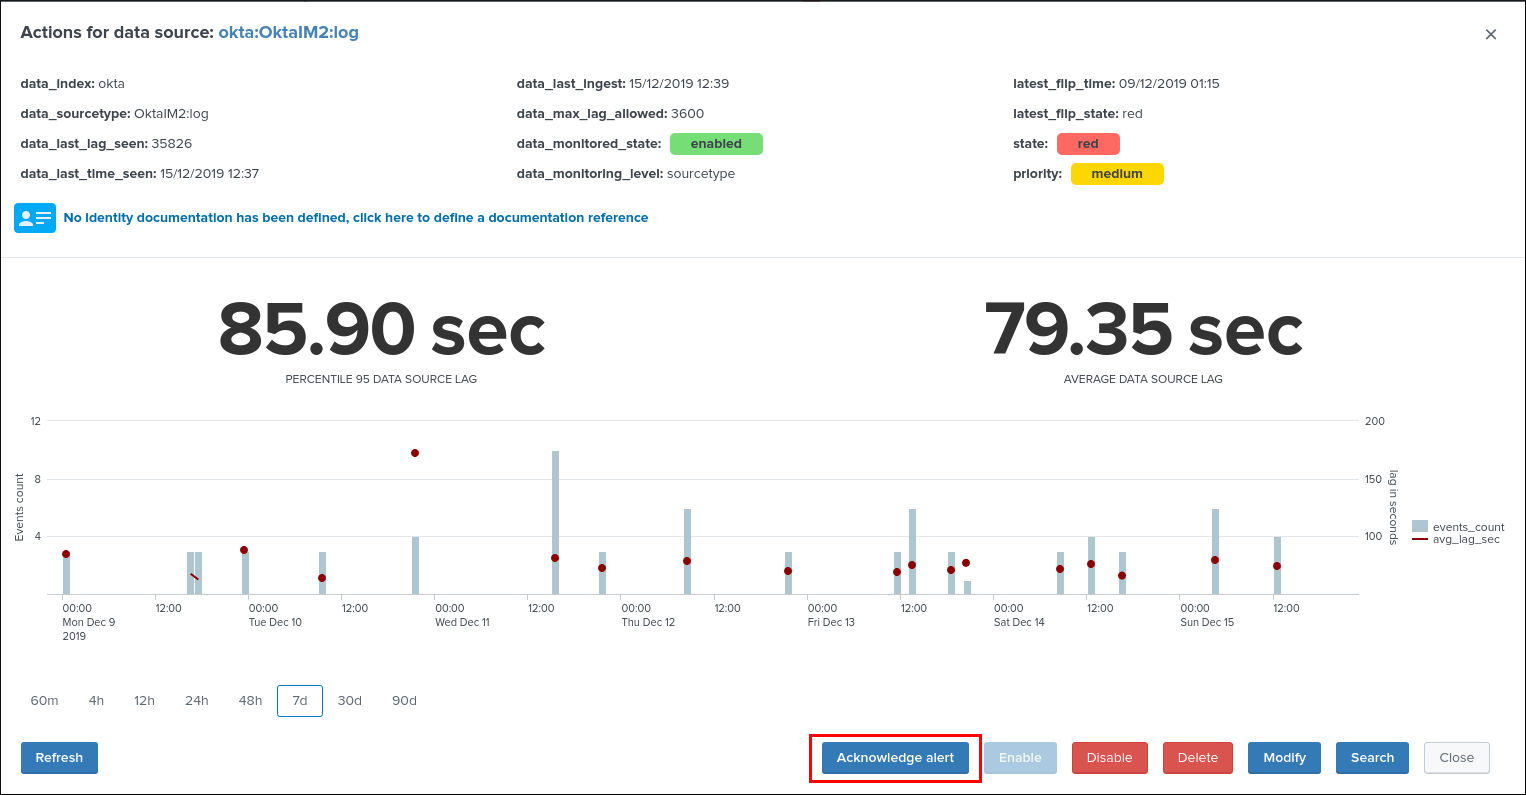 Actions for data source: okta:OktaIM2:log
×
data_index: okta
data_last_ingest: 15/12/2019 12:39
latest_flip_time: 09/12/2019 01:15
data_sourcetype: OktaIM2:log
data_max_lag_allowed: 3600
latest_flip_state: red
data_last_lag_seen: 35826
data_monitored_state: enabled
state: red
data_last_time_seen: 15/12/2019 12:37
data_monitoring_level: sourcetype
priority: medium
No identity documentation has been defined, click here to define a documentation reference
85.90 sec
PERCENTILE 95 DATA SOURCE LAG
79.35 sec
AVERAGE DATA SOURCE LAG
12
8
4
Events count
200
150
100
lag in seconds
events_count
avg_lag_sec
00:00 12:00 00:00 12:00 00:00 12:00 00:00 12:00 00:00 12:00 00:00 12:00 00:00 12:00
Mon Dec 9 Tue Dec 10 Wed Dec 11 Thu Dec 12 Fri Dec 13 Sat Dec 14 Sun Dec 15
2019
60m 4h 12h 24h 48h 7d 30d 90d
Refresh Acknowledge alert Enable Disable Delete Modify Search Close